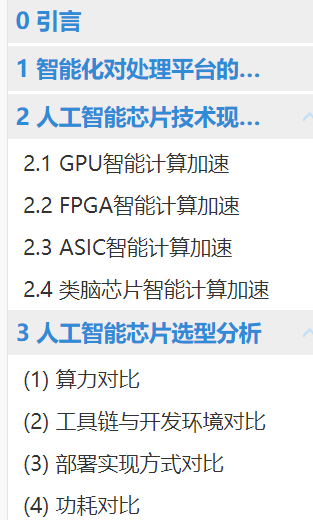 0 引言
1 智能化对处理平台的…
2 人工智能芯片技术现…
2.1 GPU智能计算加速
2.2 FPGA智能计算加速
2.3 ASIC智能计算加速
2.4 类脑芯片智能计算加速
3 人工智能芯片选型分析
(1) 算力对比
(2) 工具链与开发环境对比
(3) 部署实现方式对比
(4) 功耗对比